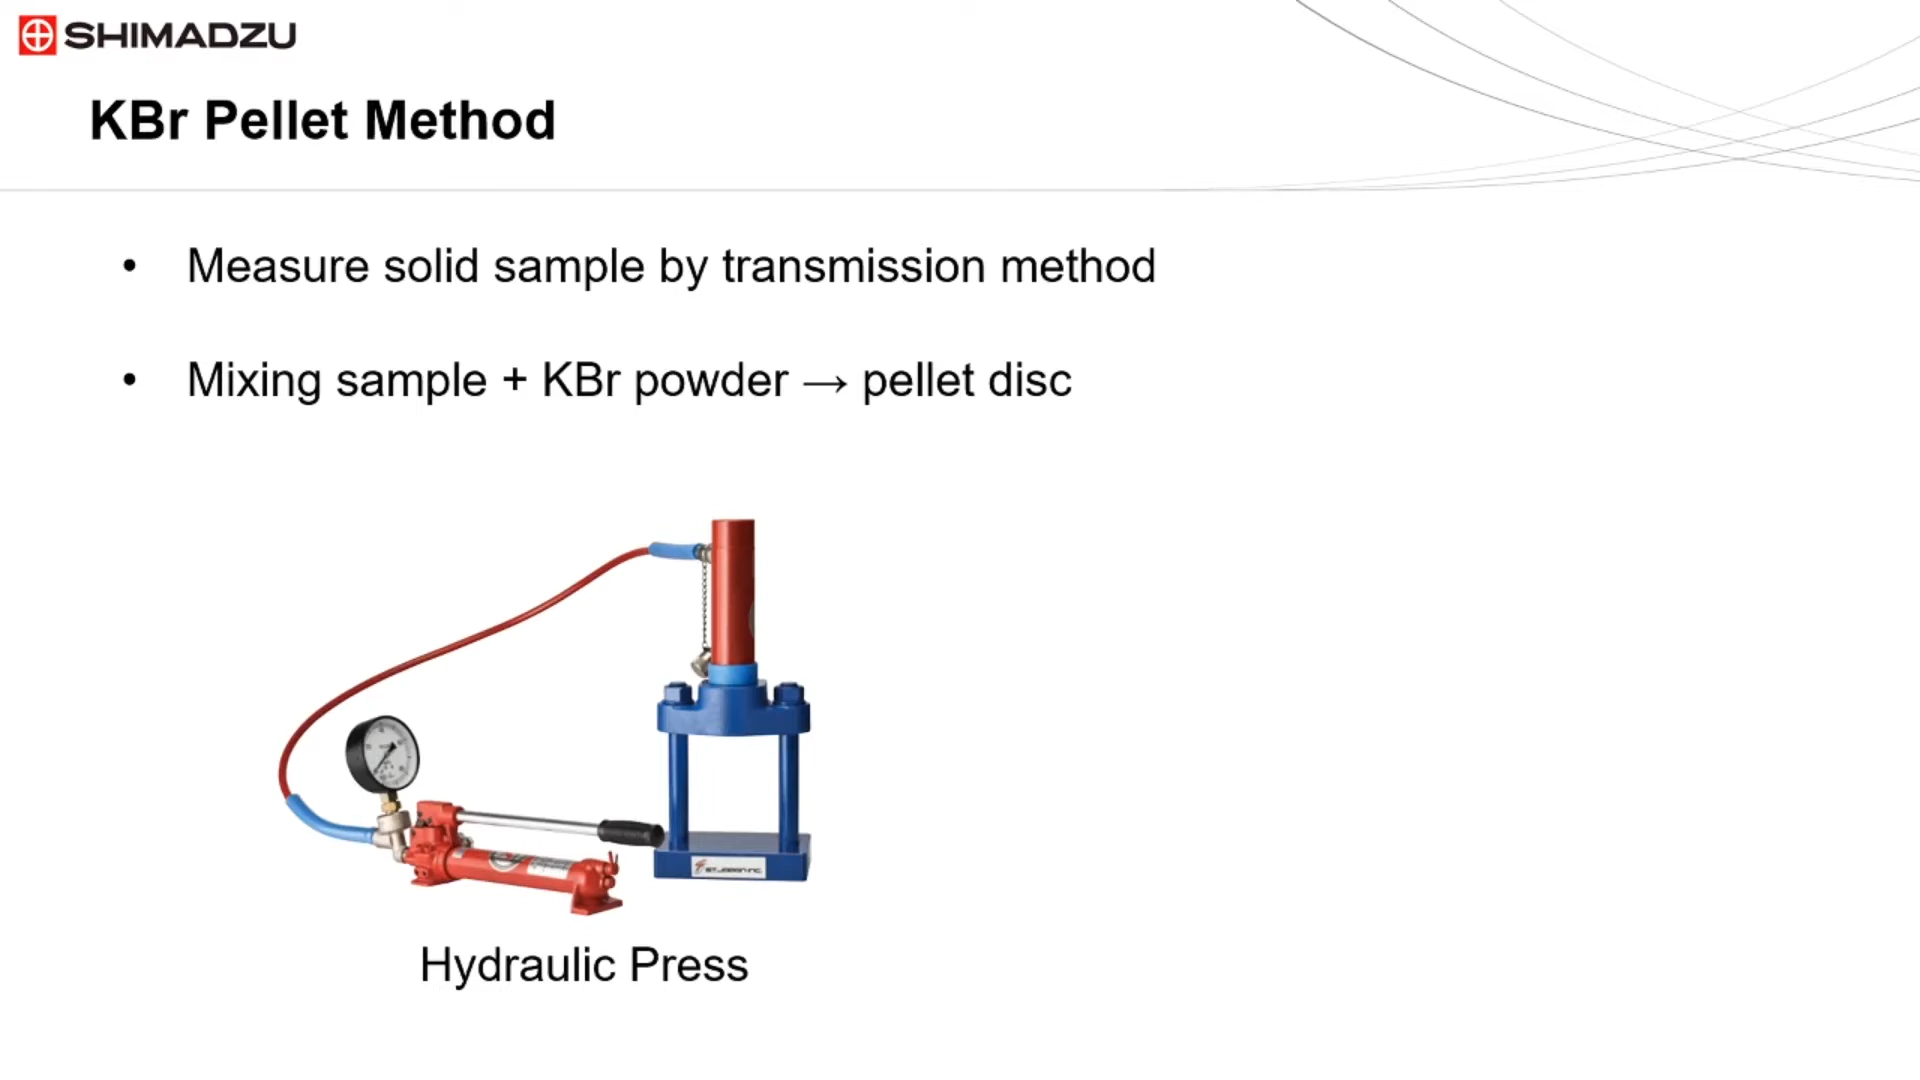 SHIMADZU
KBr Pellet Method
• Measure solid sample by transmission method
• Mixing sample + KBr powder → pellet disc
Hydraulic Press